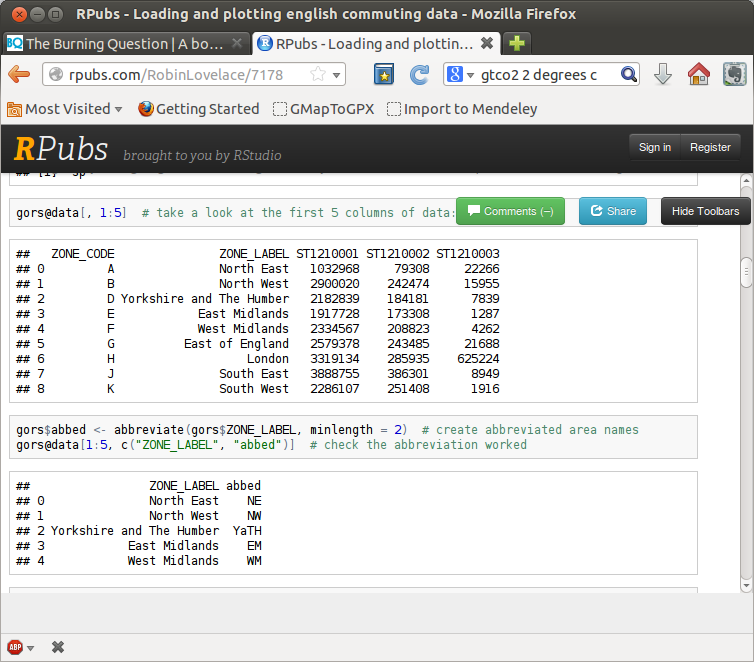 RPubs - Loading and plotting english commuting data - Mozilla Firefox
BQ The Burning Question | A bo... RPubs - Loading and plottin...
rpubs.com/RobinLovelace/7178 gtco2 2 degrees c
Most Visited Getting Started GMapToGPX Import to Mendeley
RPubs brought to you by RStudio Sign in Register
gors@data[, 1:5]  # take a look at the first 5 columns of data: Comments (–) Share Hide Toolbars
##   ZONE_CODE               ZONE_LABEL ST1210001 ST1210002 ST1210003
## 0         A               North East   1032968     79308     22266
## 1         B               North West   2900020    242474     15955
## 2         D Yorkshire and The Humber   2182839    184181      7839
## 3         E            East Midlands   1917728    173308      1287
## 4         F            West Midlands   2334567    208823      4262
## 5         G          East of England   2579378    243485     21688
## 6         H                   London   3319134    285935    625224
## 7         J               South East   3888755    386301      8949
## 8         K               South West   2286107    251408      1916
gors$abbed <- abbreviate(gors$ZONE_LABEL, minlength = 2)  # create abbreviated area names
gors@data[1:5, c("ZONE_LABEL", "abbed")]  # check the abbreviation worked
##                 ZONE_LABEL abbed
## 0               North East    NE
## 1               North West    NW
## 2 Yorkshire and The Humber  YaTH
## 3            East Midlands    EM
## 4            West Midlands    WM
ABP